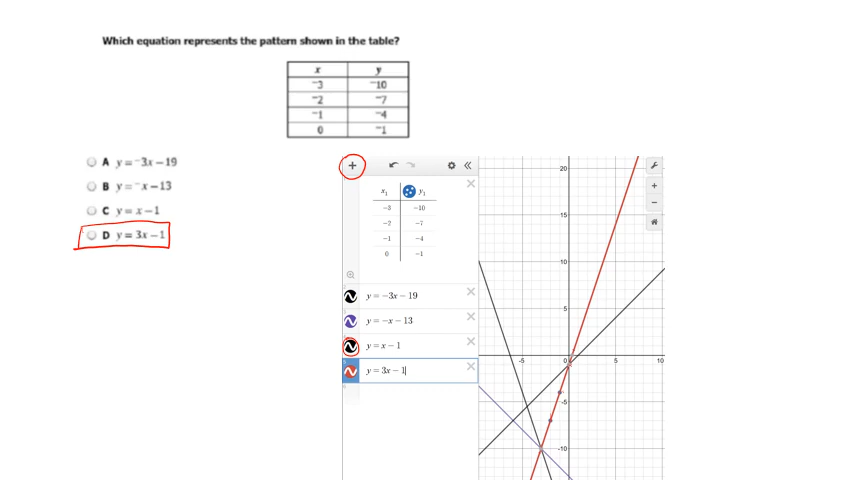 Which equation represents the pattern shown in the table?
x y
⁻3 ⁻10
⁻2 ⁻7
⁻1 ⁻4
0 ⁻1
A y = ⁻3x – 19
B y = ⁻x – 13
C y = x – 1
D y = 3x – 1
+
x₁ y₁
−3 −10
−2 −7
−1 −4
0 −1
y = −3x − 19
y = −x − 13
y = x − 1
y = 3x − 1
20
15
10
5
-5 0 5 10
-5
-10